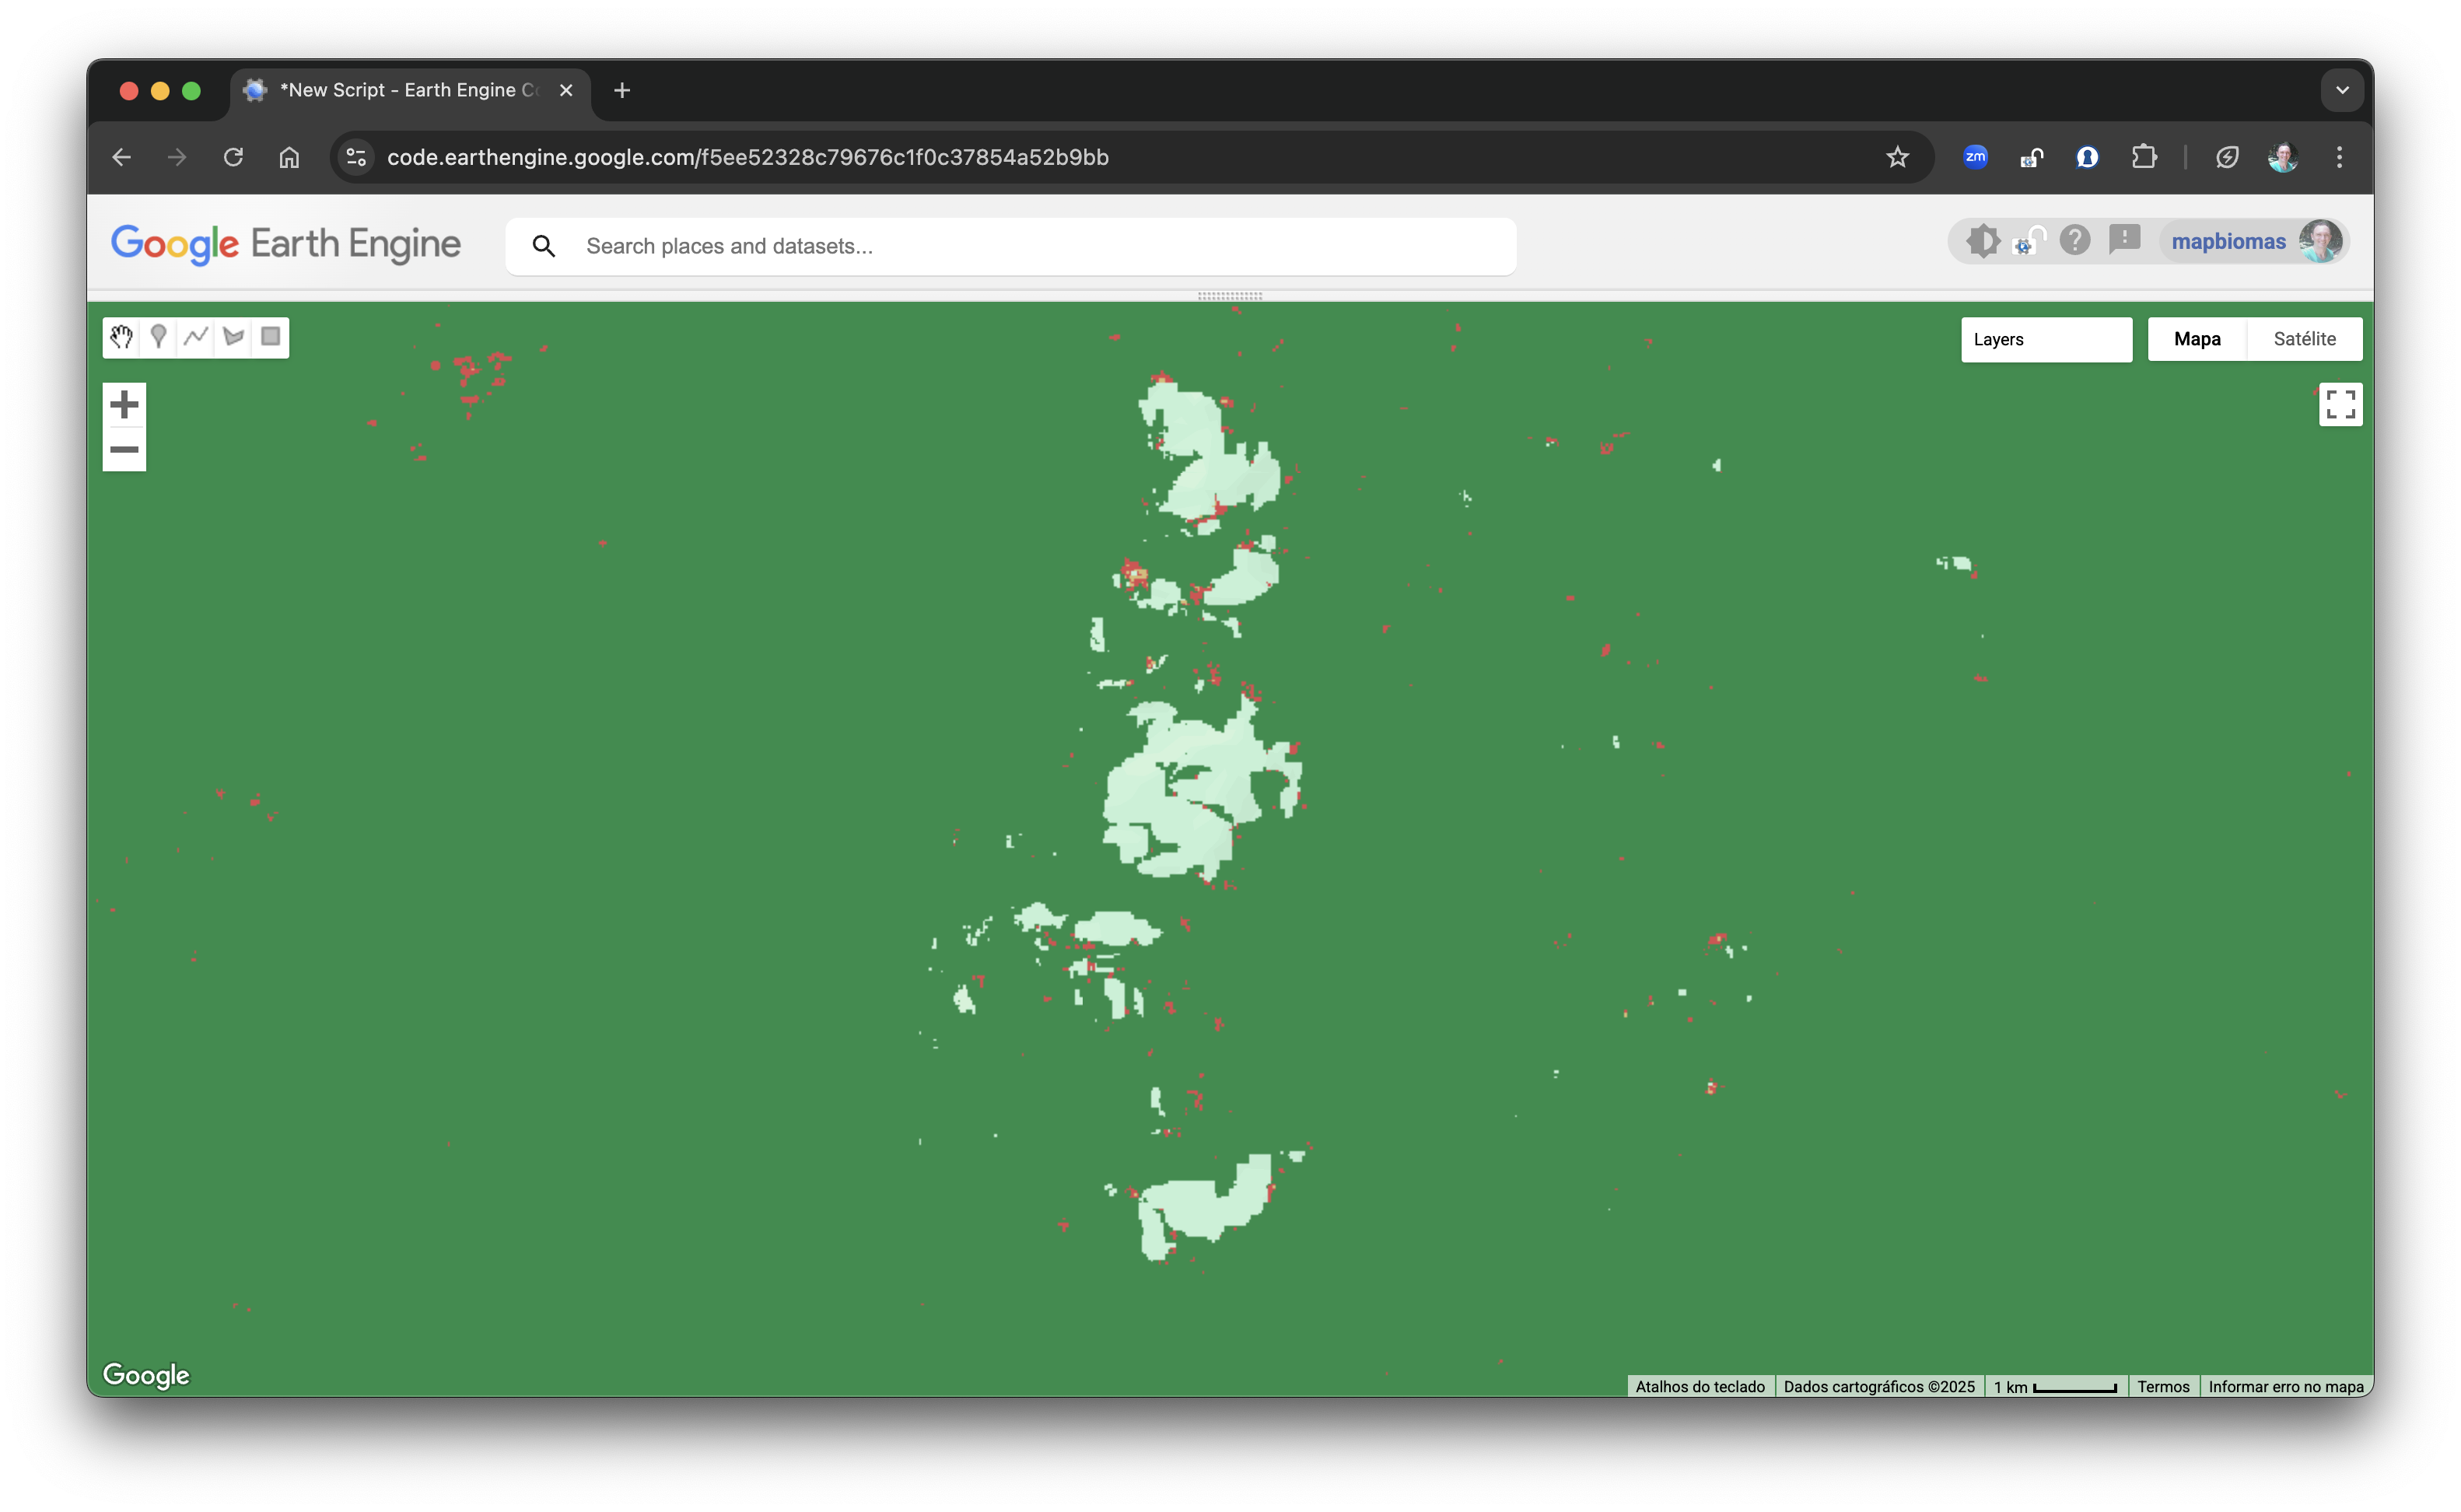 *New Script - Earth Engine C
code.earthengine.google.com/f5ee52328c79676c1f0c37854a52b9bb
zm
Google Earth Engine
Search places and datasets...
mapbiomas
Layers
Mapa
Satélite
Google
Atalhos do teclado
Dados cartográficos ©2025
1 km
Termos
Informar erro no mapa